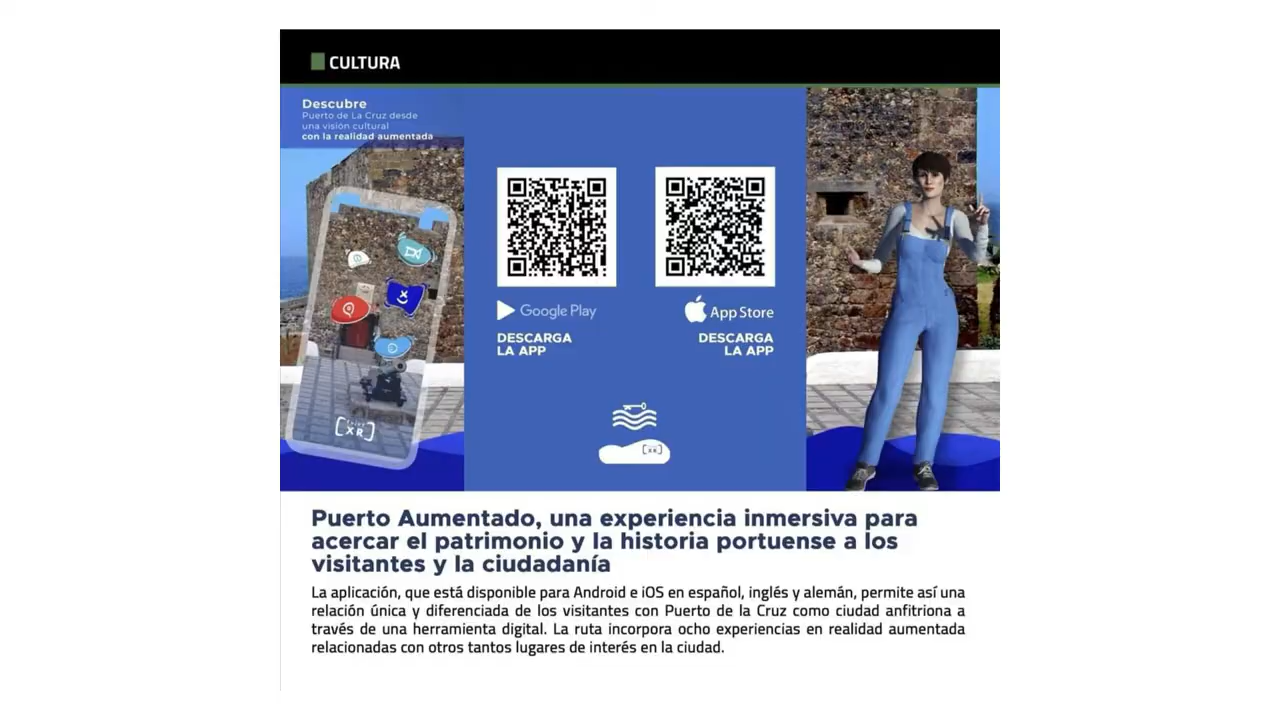 CULTURA
Descubre
Puerto de La Cruz desde
una visión cultural
con la realidad aumentada
Google Play
DESCARGA
LA APP
App Store
DESCARGA
LA APP
XR
XR
Puerto Aumentado, una experiencia inmersiva para
acercar el patrimonio y la historia portuense a los
visitantes y la ciudadanía
La aplicación, que está disponible para Android e iOS en español, inglés y alemán, permite así una
relación única y diferenciada de los visitantes con Puerto de la Cruz como ciudad anfitriona a
través de una herramienta digital. La ruta incorpora ocho experiencias en realidad aumentada
relacionadas con otros tantos lugares de interés en la ciudad.